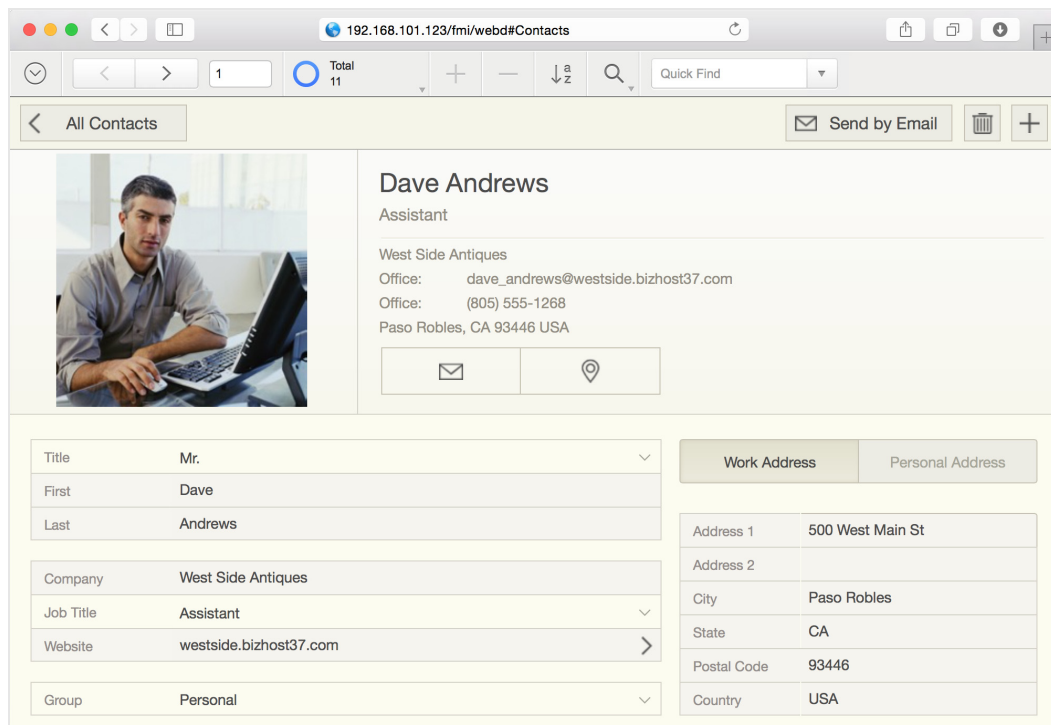 192.168.101.123/fmi/webd#Contacts
1
Total
11
a
z
Quick Find
All Contacts
Send by Email
Dave Andrews
Assistant
West Side Antiques
Office: dave_andrews@westside.bizhost37.com
Office: (805) 555-1268
Paso Robles, CA 93446 USA
Title Mr.
First Dave
Last Andrews
Company West Side Antiques
Job Title Assistant
Website westside.bizhost37.com
Group Personal
Work Address Personal Address
Address 1 500 West Main St
Address 2
City Paso Robles
State CA
Postal Code 93446
Country USA